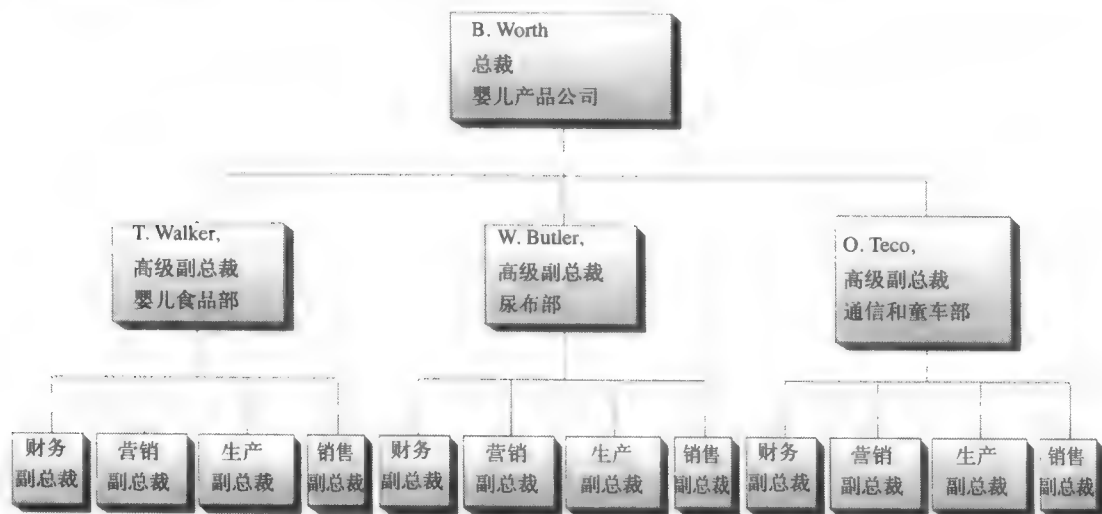 B. Worth
总裁
婴儿产品公司
T. Walker,
高级副总裁
婴儿食品部
W. Butler,
高级副总裁
尿布部
O. Teco,
高级副总裁
通信和童车部
财务
副总裁
营销
副总裁
生产
副总裁
销售
副总裁
财务
副总裁
营销
副总裁
生产
副总裁
销售
副总裁
财务
副总裁
营销
副总裁
生产
副总裁
销售
副总裁